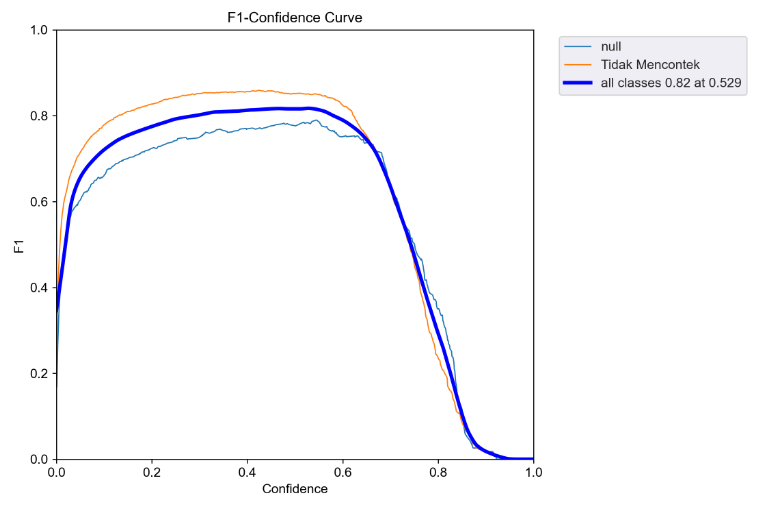 F1-Confidence Curve
null
Tidak Mencontek
all classes 0.82 at 0.529
1.0
0.8
0.6
0.4
0.2
0.0
F1
0.0 0.2 0.4 0.6 0.8 1.0
Confidence